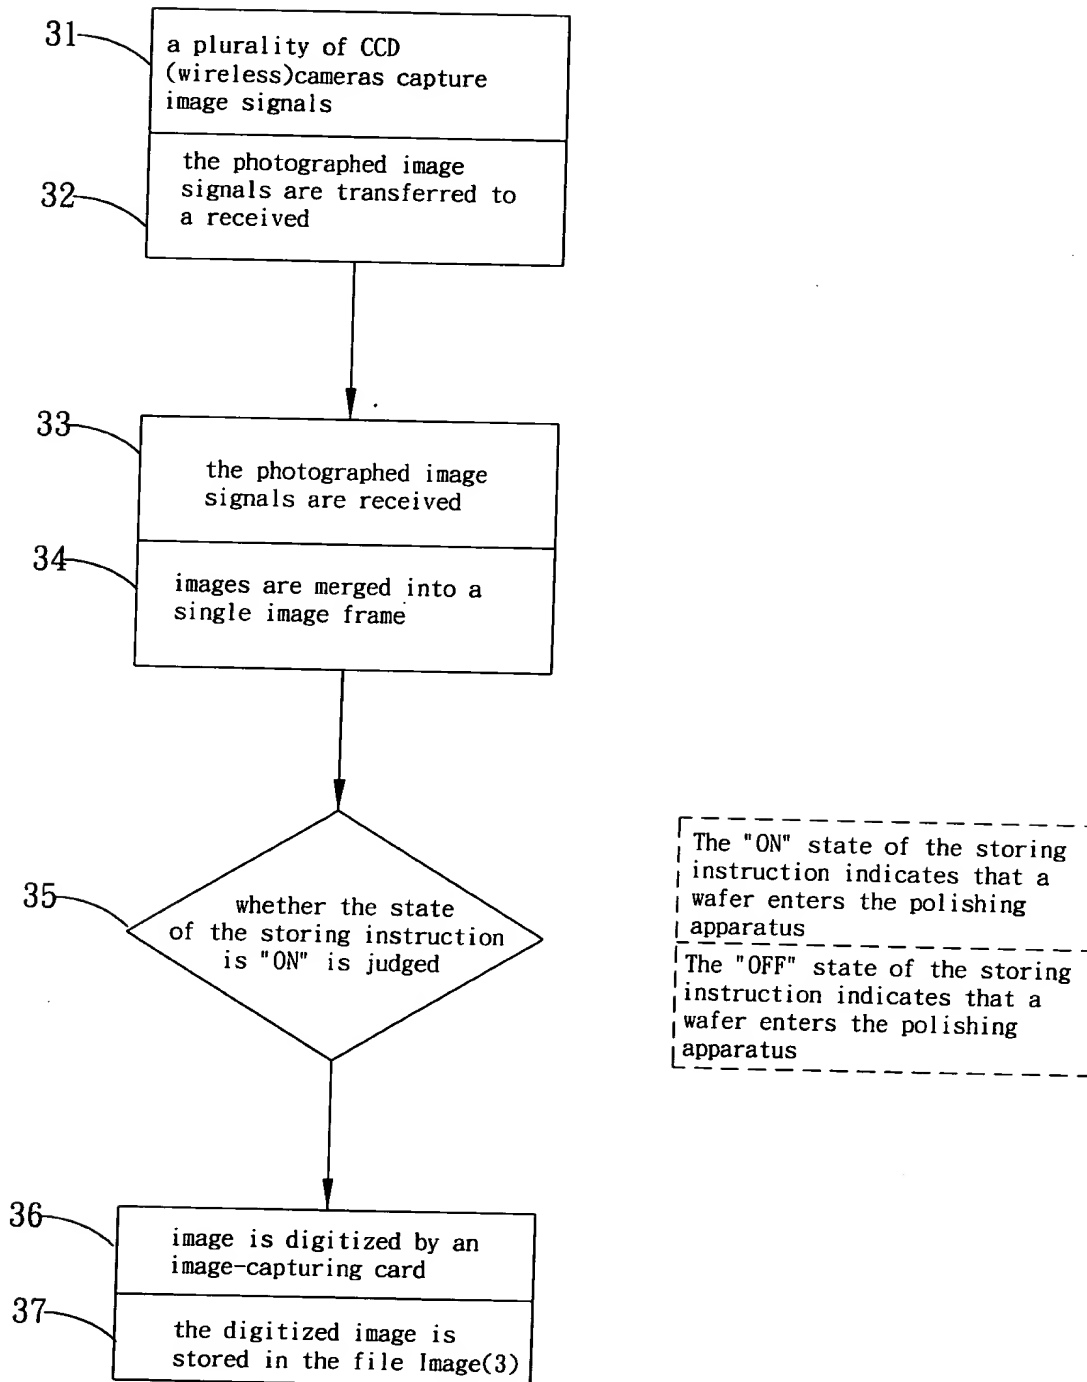 31
a plurality of CCD
(wireless)cameras capture
image signals
32
the photographed image
signals are transferred to
a received
33
the photographed image
signals are received
34
images are merged into a
single image frame
35
whether the state
of the storing instruction
is "ON" is judged
The "ON" state of the storing
instruction indicates that a
wafer enters the polishing
apparatus
The "OFF" state of the storing
instruction indicates that a
wafer enters the polishing
apparatus
36
image is digitized by an
image-capturing card
37
the digitized image is
stored in the file Image(3)